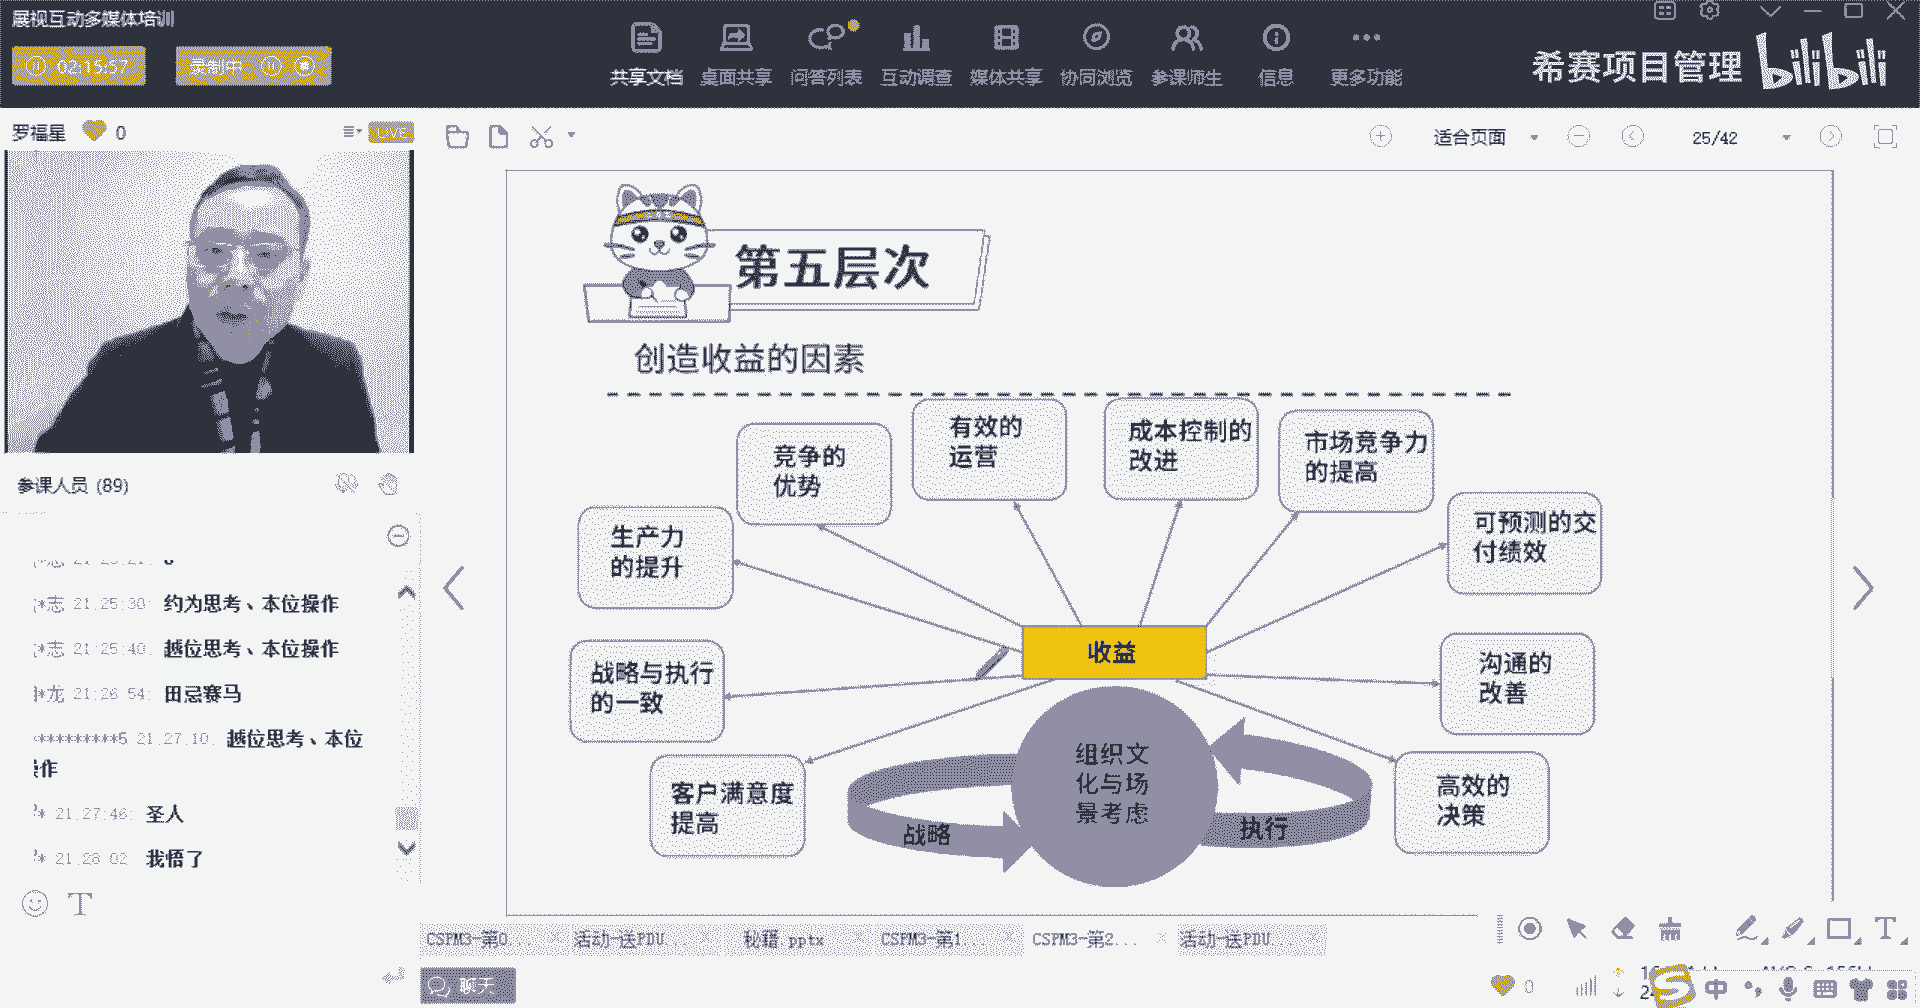 展视互动多媒体培训
02:15:57
录制中
共享文档
桌面共享
问答列表
互动调查
媒体共享
协同浏览
参课师生
信息
更多功能
希赛项目管理
bilibili
罗福星
0
LIVE
适合页面
25/42
第五层次
创造收益的因素
竞争的
优势
有效的
运营
成本控制的
改进
市场竞争力
的提高
生产力
的提升
可预测的交
付绩效
收益
战略与执行
的一致
沟通的
改善
客户满意度
提高
组织文
化与场
景考虑
战略
执行
高效的
决策
参课人员 (89)
*志 21:25:30: 约为思考、本位操作
*志 21:25:40: 越位思考、本位操作
*龙 21:26:54: 田忌赛马
*********5 21:27:10: 越位思考、本位
操作
* 21:27:46: 圣人
* 21:28:02: 我悟了
CSPM3-第0...
活动-送PDU...
秘籍.pptx
CSPM3-第1...
CSPM3-第2...
活动-送PDU...
聊天
0
中